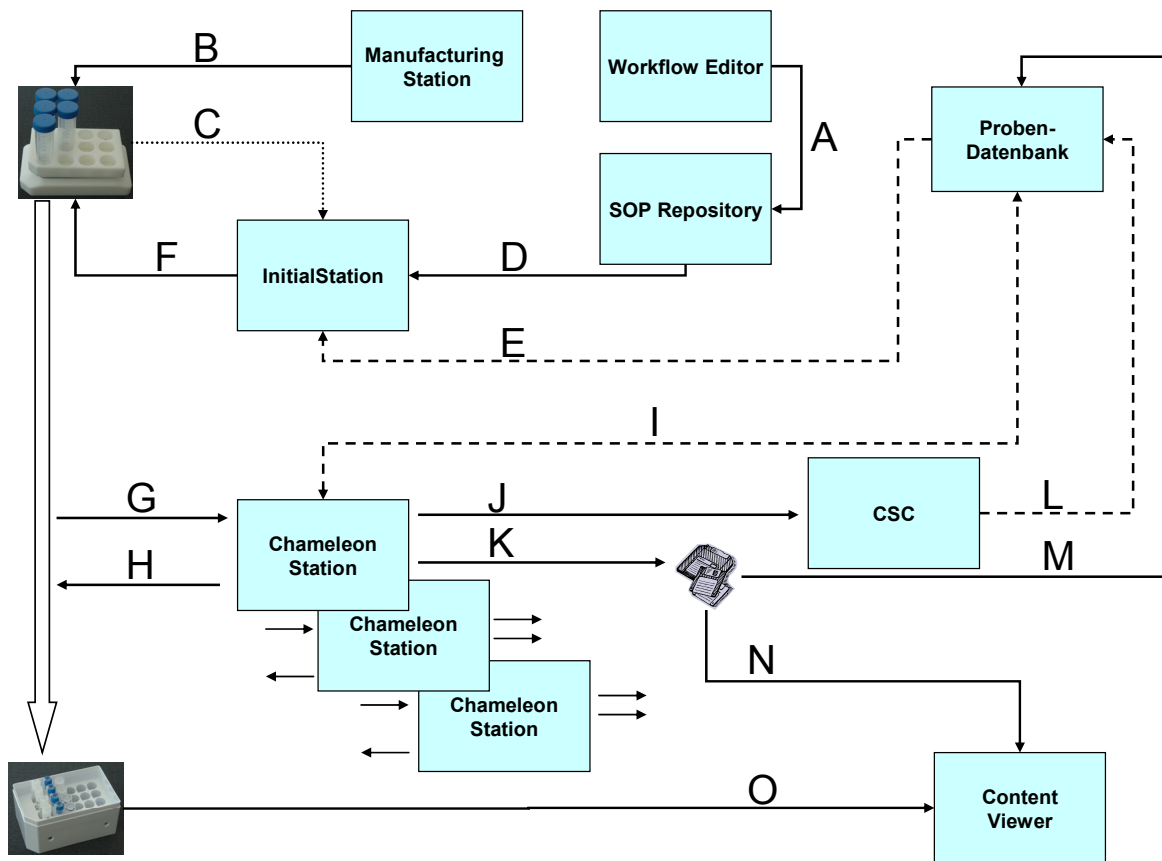 B
Manufacturing
Station
Workflow Editor
A
Proben-
Datenbank
C
SOP Repository
F
InitialStation
D
E
I
G
J
CSC
L
Chameleon
Station
K
H
M
Chameleon
Station
N
Chameleon
Station
O
Content
Viewer